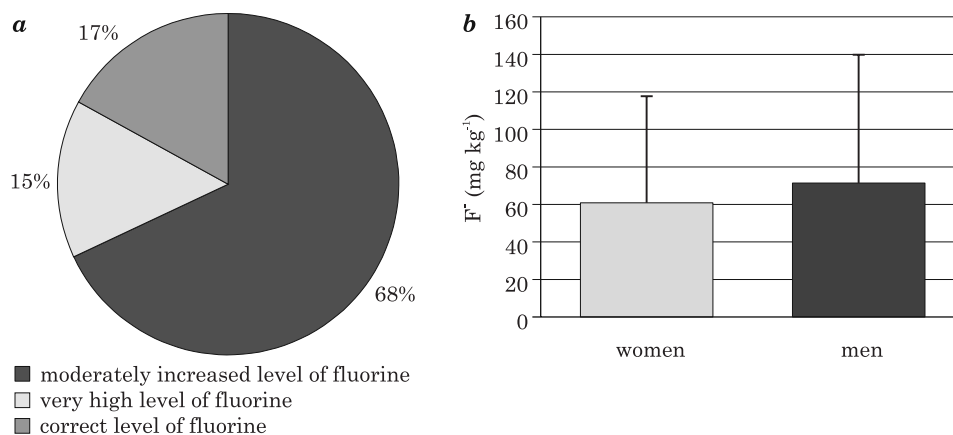 a
17%
15%
68%
moderately increased level of fluorine
very high level of fluorine
correct level of fluorine
b
160
140
120
100
80
60
40
20
0
F⁻ (mg kg⁻¹)
women
men